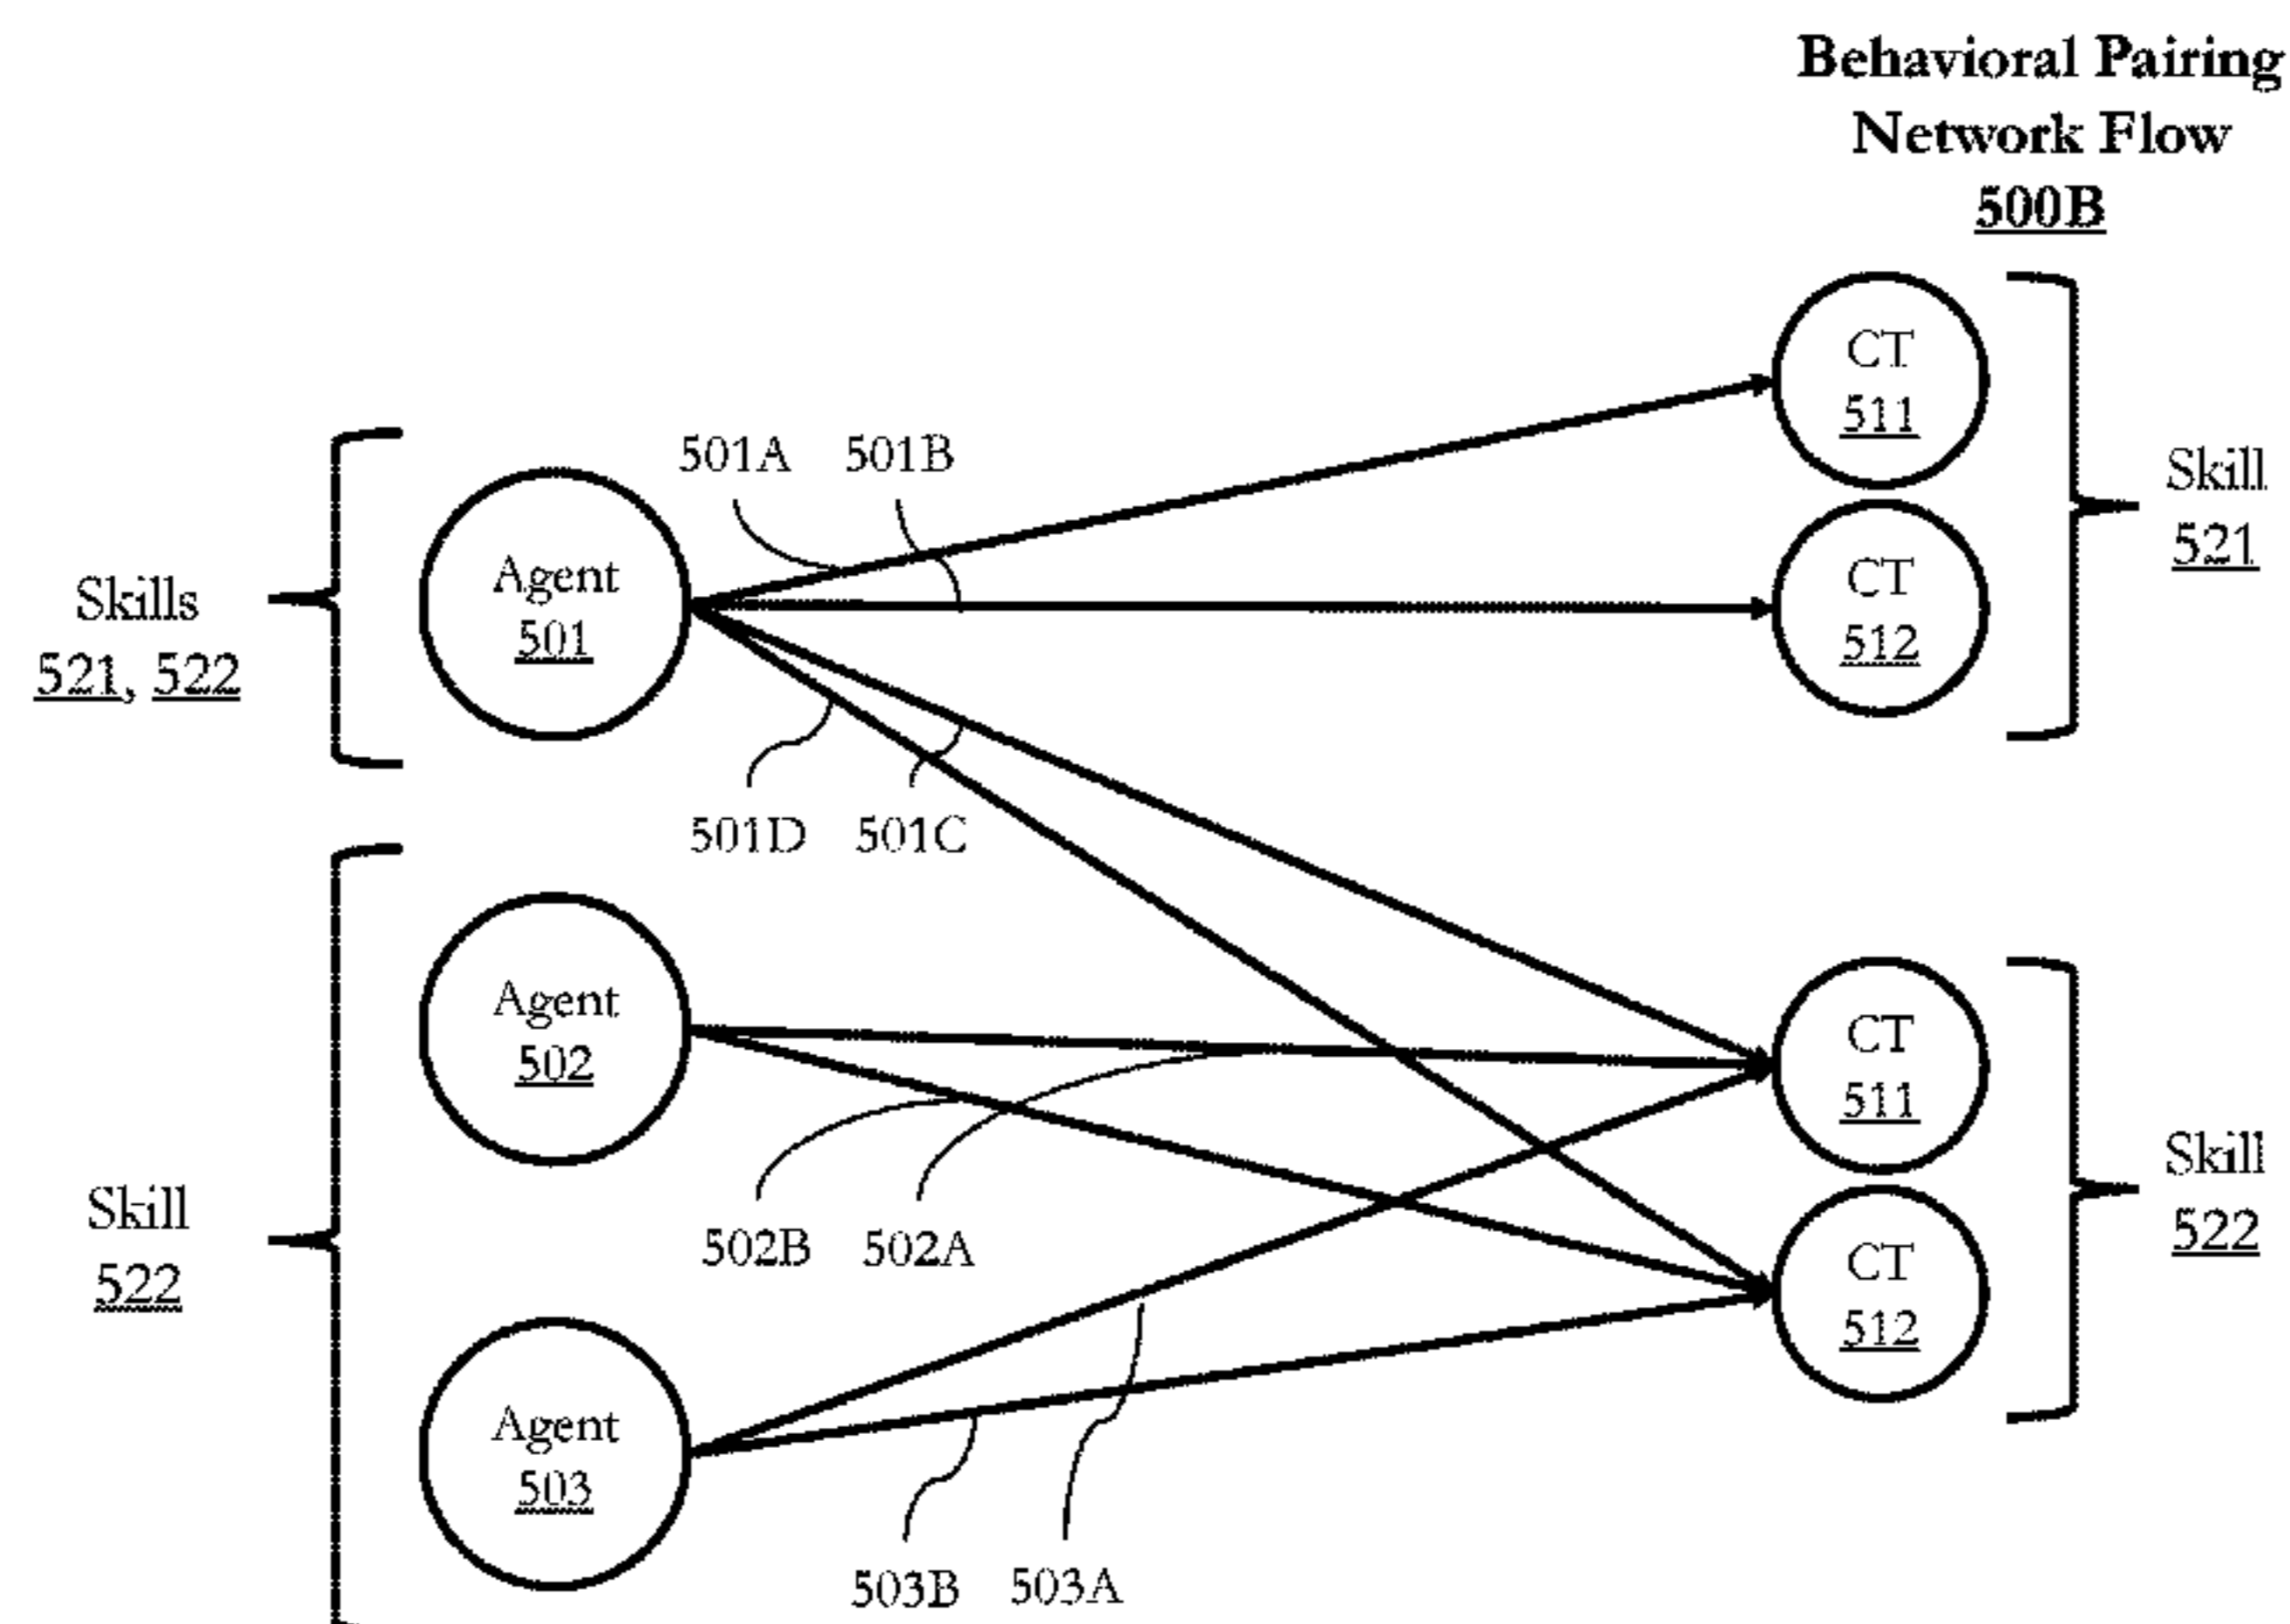 Behavioral Pairing
Network Flow
500B
CT
511
501A 501B
Skill
521
Agent
501
CT
512
Skills
521, 522
501D 501C
Agent
502
CT
511
Skill
522
Skill
522
502B 502A
CT
512
Agent
503
503B 503A